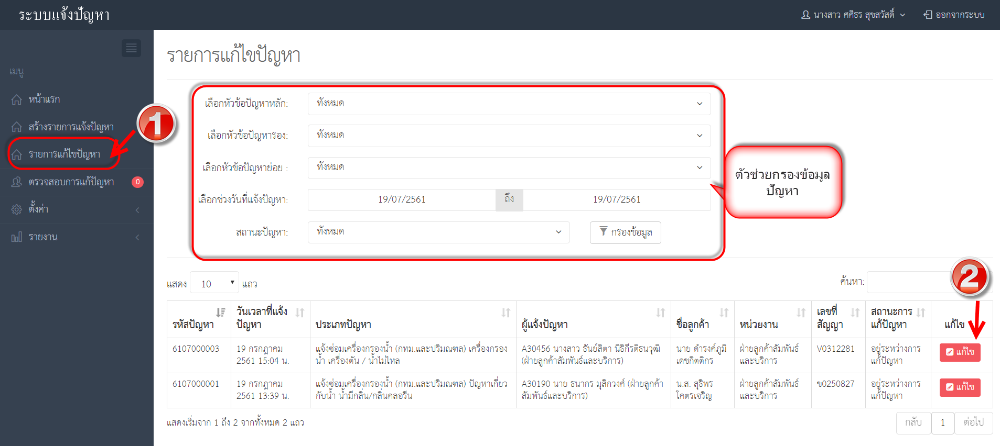 ระบบแจ้งปัญหา
นางสาว ศศิธร สุขสวัสดิ์
ออกจากระบบ
เมนู
หน้าแรก
สร้างรายการแจ้งปัญหา
รายการแก้ไขปัญหา
ตรวจสอบการแก้ปัญหา 0
ตั้งค่า
รายงาน
1
รายการแก้ไขปัญหา
เลือกหัวข้อปัญหาหลัก: ทั้งหมด
เลือกหัวข้อปัญหารอง: ทั้งหมด
เลือกหัวข้อปัญหาย่อย : ทั้งหมด
เลือกช่วงวันที่แจ้งปัญหา: 19/07/2561 ถึง 19/07/2561
สถานะปัญหา: ทั้งหมด กรองข้อมูล
ตัวช่วยกรองข้อมูล
ปัญหา
แสดง 10 แถว
ค้นหา:
2
รหัสปัญหา
วันเวลาที่แจ้ง
ปัญหา
ประเภทปัญหา
ผู้แจ้งปัญหา
ชื่อลูกค้า
หน่วยงาน
เลขที่
สัญญา
สถานะการ
แก้ปัญหา
แก้ไข
6107000003
19 กรกฎาคม
2561 15:04 น.
แจ้งซ่อมเครื่องกรองน้ำ (กทม.และปริมณฑล) เครื่องกรอง
น้ำ เครื่องตัน / น้ำไม่ไหล
A30456 นางสาว ธันย์สิตา นิธิกีรติธนวุฒิ
(ฝ่ายลูกค้าสัมพันธ์และบริการ)
นาย ดำรงค์ภูมิ
เดชกิตติกร
ฝ่ายลูกค้าสัมพันธ์
และบริการ
V0312281
อยู่ระหว่างการ
แก้ปัญหา
แก้ไข
6107000001
19 กรกฎาคม
2561 13:39 น.
แจ้งซ่อมเครื่องกรองน้ำ (กทม.และปริมณฑล) ปัญหาเกี่ยว
กับน้ำ น้ำมีกลิ่น/กลิ่นคลอรีน
A30190 นาย ธนากร มุสิกวงศ์ (ฝ่ายลูกค้า
สัมพันธ์และบริการ)
น.ส. สุธิพร
โคตรเจริญ
ฝ่ายลูกค้าสัมพันธ์
และบริการ
ข0250827
อยู่ระหว่างการ
แก้ปัญหา
แก้ไข
แสดงเริ่มจาก 1 ถึง 2 จากทั้งหมด 2 แถว
กลับ 1 ต่อไป